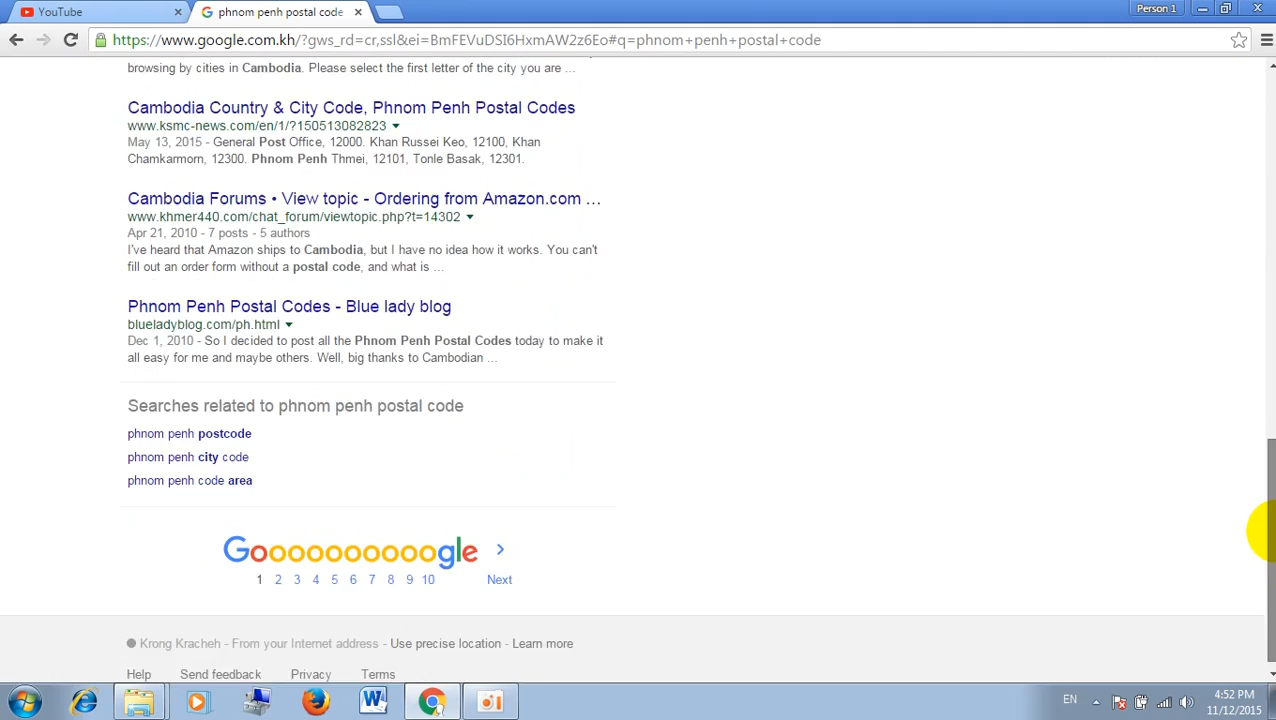 YouTube
phnom penh postal code
Person 1
https://www.google.com.kh/?gws_rd=cr,ssl&ei=BmFEVuDSI6HxmAW2z6Eo#q=phnom+penh+postal+code
browsing by cities in Cambodia. Please select the first letter of the city you are ...
Cambodia Country & City Code, Phnom Penh Postal Codes
www.ksmc-news.com/en/1/?150513082823
May 13, 2015 - General Post Office, 12000. Khan Russei Keo, 12100, Khan
Chamkarmorn, 12300. Phnom Penh Thmei, 12101, Tonle Basak, 12301.
Cambodia Forums • View topic - Ordering from Amazon.com ...
www.khmer440.com/chat_forum/viewtopic.php?t=14302
Apr 21, 2010 - 7 posts - 5 authors
I've heard that Amazon ships to Cambodia, but I have no idea how it works. You can't
fill out an order form without a postal code, and what is ...
Phnom Penh Postal Codes - Blue lady blog
blueladyblog.com/ph.html
Dec 1, 2010 - So I decided to post all the Phnom Penh Postal Codes today to make it
all easy for me and maybe others. Well, big thanks to Cambodian ...
Searches related to phnom penh postal code
phnom penh postcode
phnom penh city code
phnom penh code area
Goooooooooogle
1 2 3 4 5 6 7 8 9 10 Next
Krong Kracheh - From your Internet address - Use precise location - Learn more
Help Send feedback Privacy Terms
EN
4:52 PM
11/12/2015